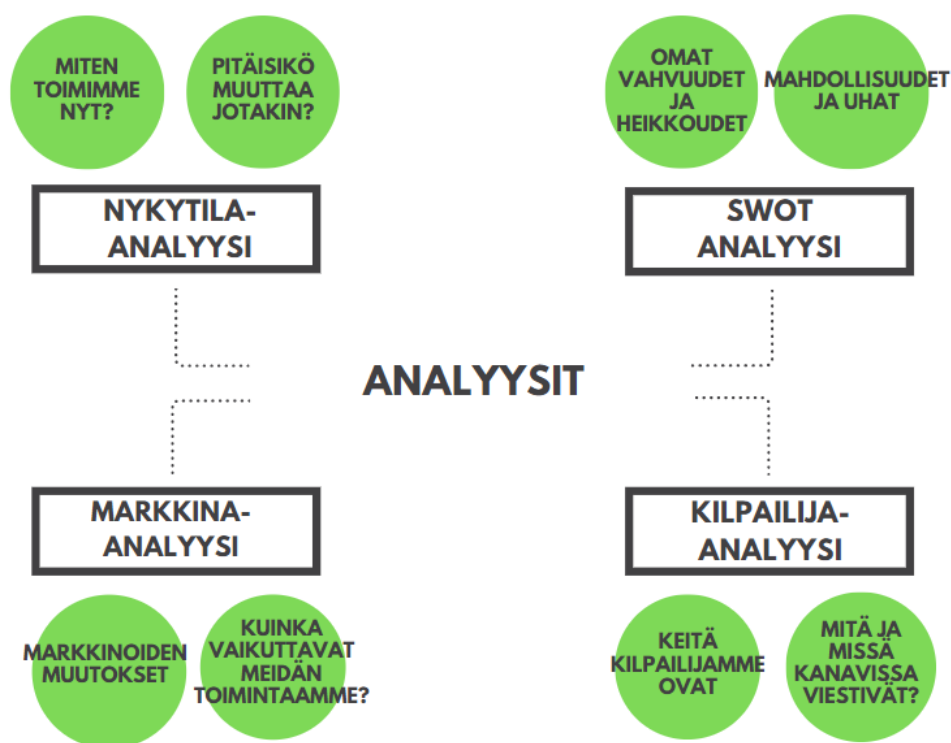 MITEN
TOIMIMME
NYT?
PITÄISIKÖ
MUUTTAA
JOTAKIN?
NYKYTILA-
ANALYYSI
OMAT
VAHVUUDET
JA
HEIKKOUDET
MAHDOLLISUUDET
JA UHAT
SWOT
ANALYYSI
ANALYYSIT
MARKKINA-
ANALYYSI
MARKKINOIDEN
MUUTOKSET
KUINKA
VAIKUTTAVAT
MEIDÄN
TOIMINTAAMME?
KILPAILIJA-
ANALYYSI
KEITÄ
KILPAILIJAMME
OVAT
MITÄ JA
MISSÄ
KANAVISSA
VIESTIVÄT?